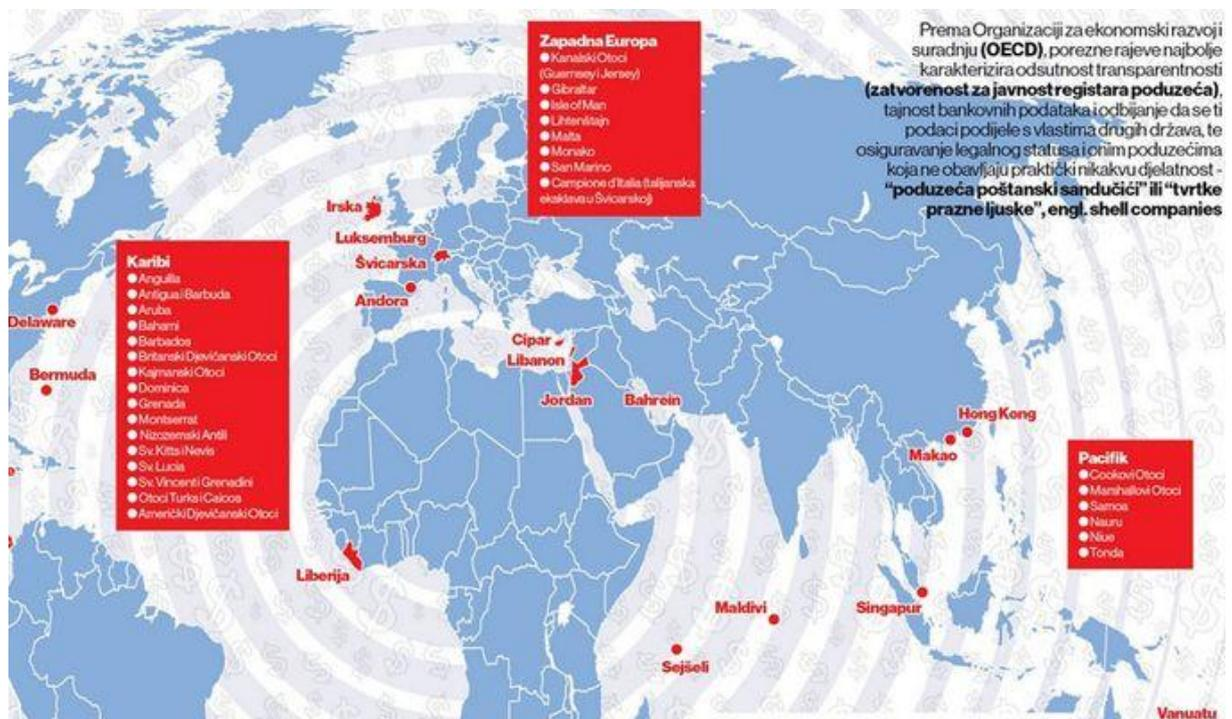 Prema Organizaciji za ekonomski razvoj i
suradnju (OECD), porezne rajeve najbolje
karakterizira odsutnost transparentnosti
(zatvorenost za javnost registara poduzeća),
tajnost bankovnih podataka i odbijanje da se ti
podaci podijele s vlastima drugih država, te
osiguravanje legalnog statusa i onim poduzećima
koja ne obavljaju praktički nikakvu djelatnost -
“poduzeća poštanski sandučići” ili “tvrtke
prazne ljuske”, engl. shell companies
Zapadna Europa
Kanalski Otoci
(Guernsey i Jersey)
Gibraltar
Isle of Man
Lihtenštajn
Malta
Monako
San Marino
Campione d'Italia (talijanska
eksklava u Švicarskoj)
Irska
Luksemburg
Švicarska
Andora
Karibi
Anguilla
Antigua i Barbuda
Aruba
Bahami
Barbados
Britanski Djevičanski Otoci
Kajmanski Otoci
Dominica
Grenada
Montserrat
Nizozemski Antili
Sv. Kitts i Nevis
Sv. Lucia
Sv. Vincent i Grenadini
Otoci Turks i Caicos
Američki Djevičanski Otoci
Delaware
Bermuda
Cipar
Libanon
Jordan
Bahrein
Hong Kong
Makao
Pacifik
Cookovi Otoci
Marshallovi Otoci
Samoa
Nauru
Niue
Tonda
Liberija
Maldivi
Singapur
Sejšeli
Vanuatu